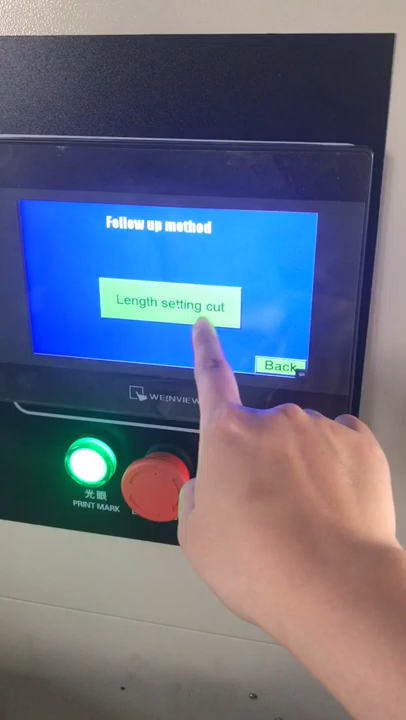 Follow up method
Length setting cut
Back
WEINVIEW
光眼
PRINT MARK